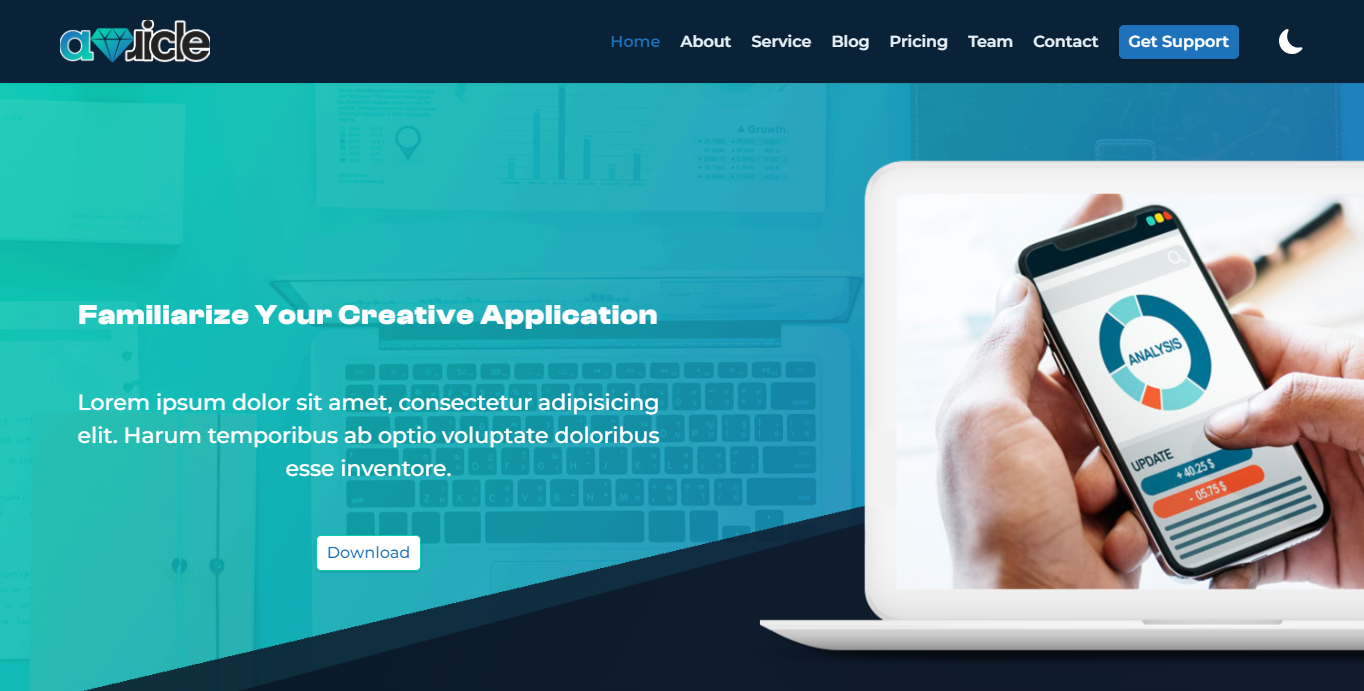 Home About Service Blog Pricing Team Contact Get Support
Growth.
Familiarize Your Creative Application
Lorem ipsum dolor sit amet, consectetur adipisicing
elit. Harum temporibus ab optio voluptate doloribus
esse inventore.
Download
ANALYSIS
UPDATE
+ 40.25 $
- 05.75 $